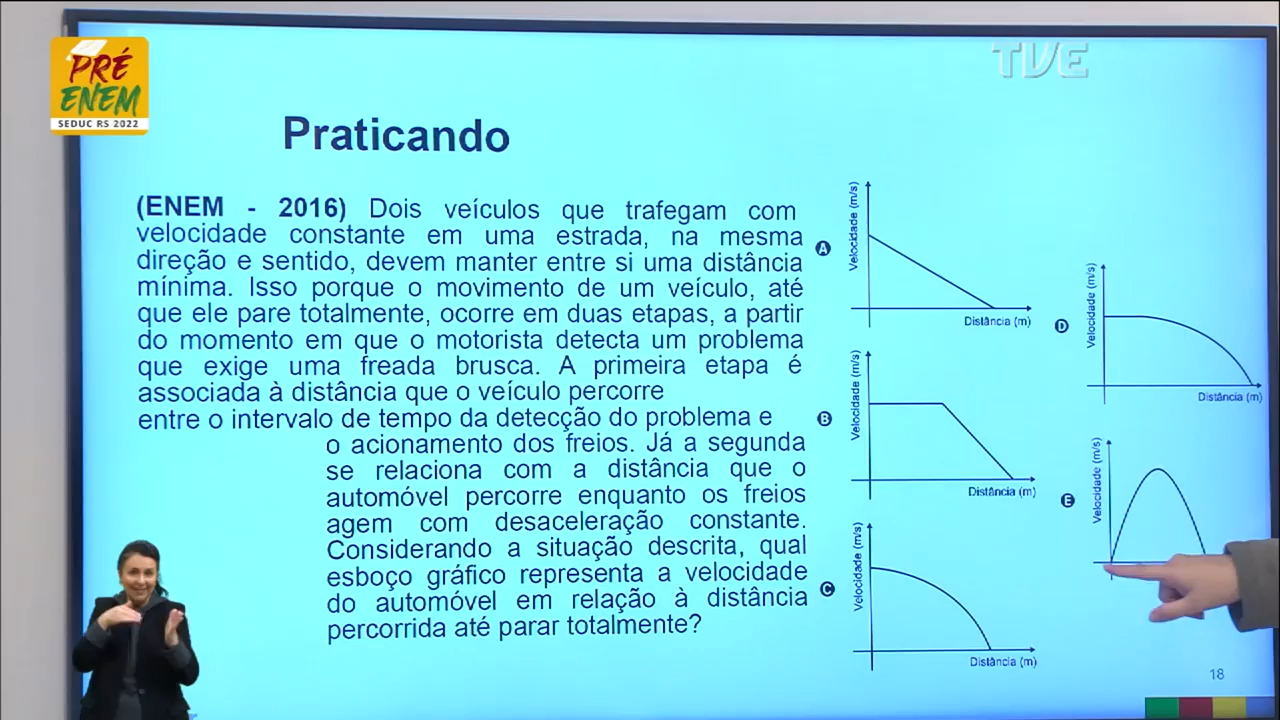 PRÉ
ENEM
SEDUC RS 2022
TVE
Praticando
(ENEM - 2016) Dois veículos que trafegam com
velocidade constante em uma estrada, na mesma
direção e sentido, devem manter entre si uma distância
mínima. Isso porque o movimento de um veículo, até
que ele pare totalmente, ocorre em duas etapas, a partir
do momento em que o motorista detecta um problema
que exige uma freada brusca. A primeira etapa é
associada à distância que o veículo percorre
entre o intervalo de tempo da detecção do problema e
o acionamento dos freios. Já a segunda
se relaciona com a distância que o
automóvel percorre enquanto os freios
agem com desaceleração constante.
Considerando a situação descrita, qual
esboço gráfico representa a velocidade
do automóvel em relação à distância
percorrida até parar totalmente?
A
Velocidade (m/s)
Distância (m)
B
Velocidade (m/s)
Distância (m)
C
Velocidade (m/s)
Distância (m)
D
Velocidade (m/s)
Distância (m)
E
Velocidade (m/s)
18